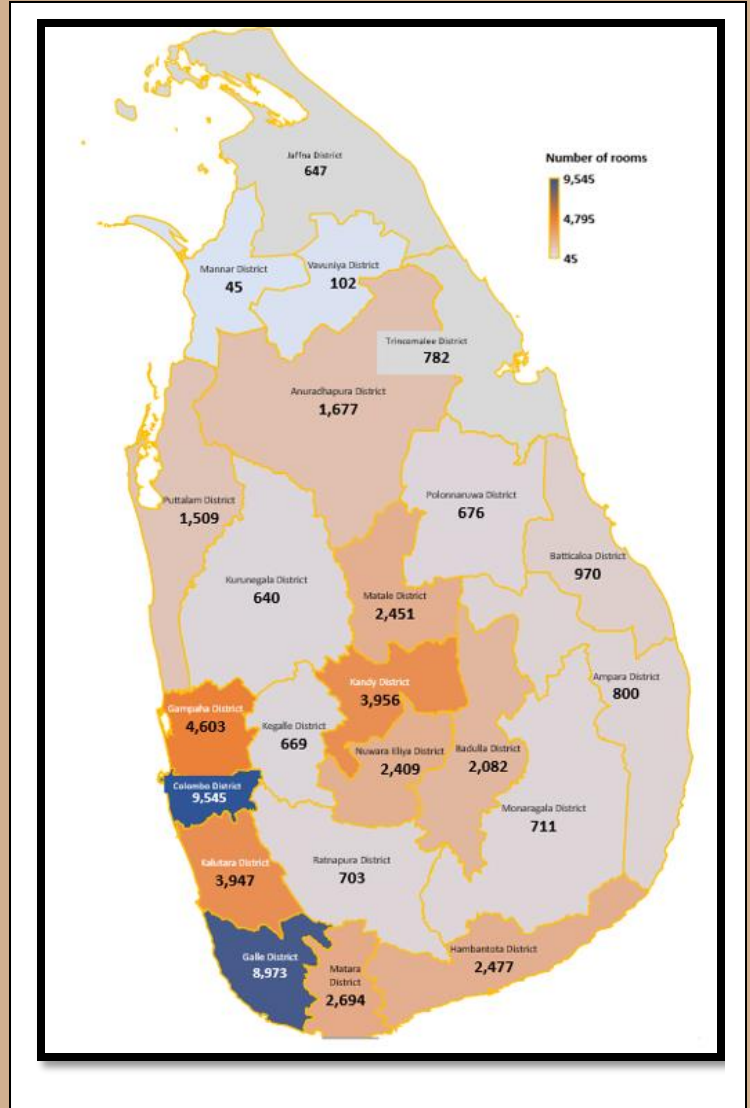 Jaffna District
647
Number of rooms
9,545
4,795
45
Mannar District
45
Vavuniya District
102
Trincomalee District
782
Anuradhapura District
1,677
Puttalam District
1,509
Polonnaruwa District
676
Batticaloa District
970
Kurunegala District
640
Matale District
2,451
Kandy District
3,956
Ampara District
800
Gampaha District
4,603
Kegalle District
669
Nuwara Eliya District
2,409
Badulla District
2,082
Colombo District
9,545
Monaragala District
711
Kalutara District
3,947
Ratnapura District
703
Galle District
8,973
Matara
District
2,694
Hambantota District
2,477